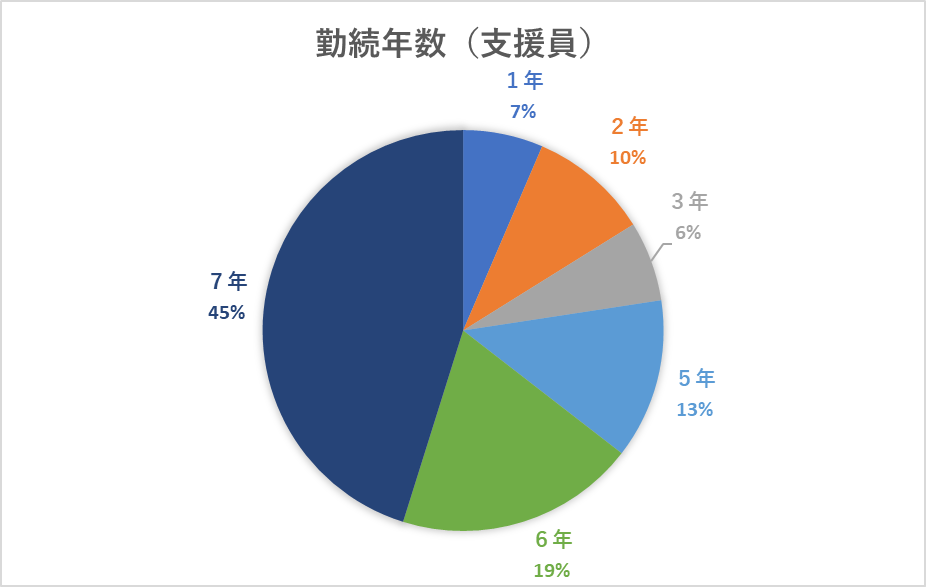 勤続年数（支援員）
1 年
7%
2 年
10%
3 年
6%
5 年
13%
6 年
19%
7 年
45%